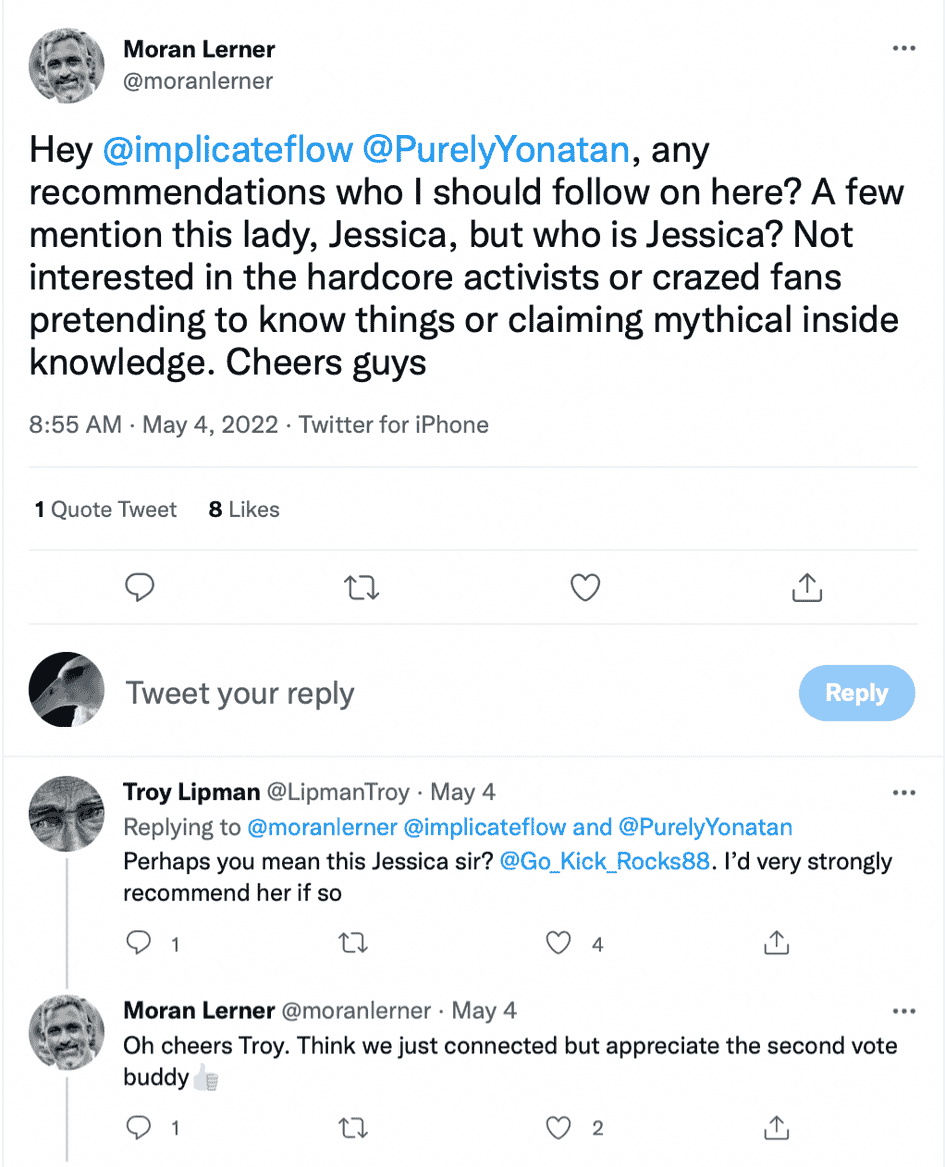 Moran Lerner
@moranlerner
Hey @implicateflow @PurelyYonatan, any
recommendations who I should follow on here? A few
mention this lady, Jessica, but who is Jessica? Not
interested in the hardcore activists or crazed fans
pretending to know things or claiming mythical inside
knowledge. Cheers guys
8:55 AM · May 4, 2022 · Twitter for iPhone
1 Quote Tweet 8 Likes
Tweet your reply
Reply
Troy Lipman @LipmanTroy · May 4
Replying to @moranlerner @implicateflow and @PurelyYonatan
Perhaps you mean this Jessica sir? @Go_Kick_Rocks88. I’d very strongly
recommend her if so
1 4
Moran Lerner @moranlerner · May 4
Oh cheers Troy. Think we just connected but appreciate the second vote
buddy👍🏻
1 2